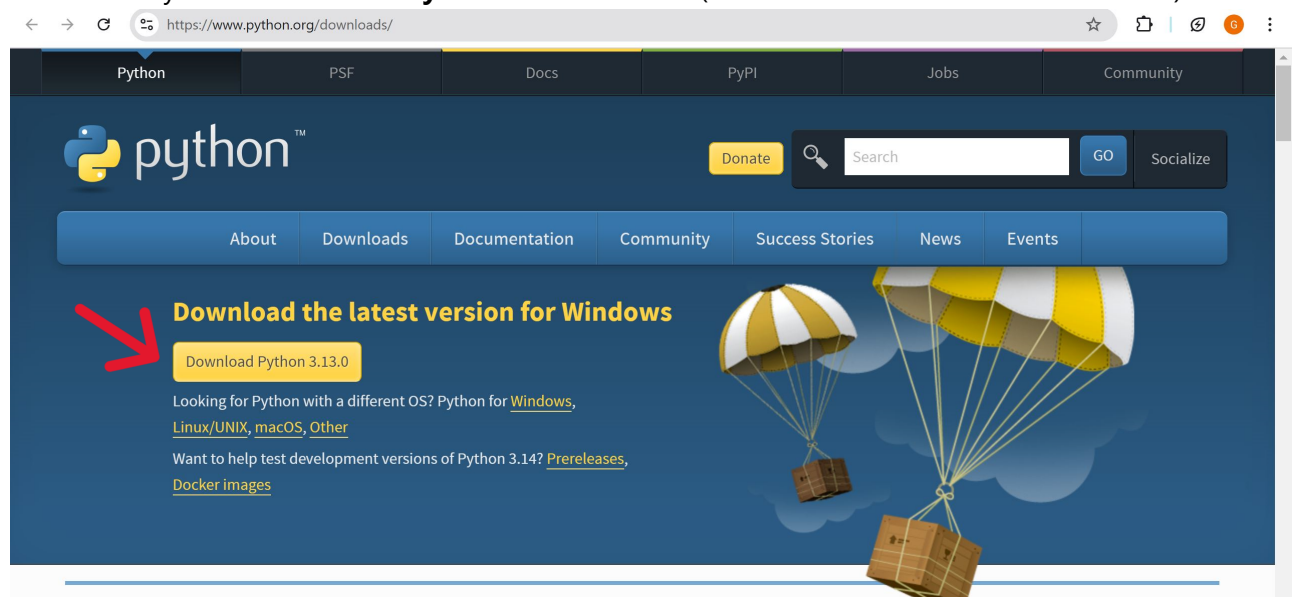 https://www.python.org/downloads/
G
Python PSF Docs PyPI Jobs Community
python™
Donate Search GO Socialize
About Downloads Documentation Community Success Stories News Events
Download the latest version for Windows
Download Python 3.13.0
Looking for Python with a different OS? Python for Windows,
Linux/UNIX, macOS, Other
Want to help test development versions of Python 3.14? Prereleases,
Docker images